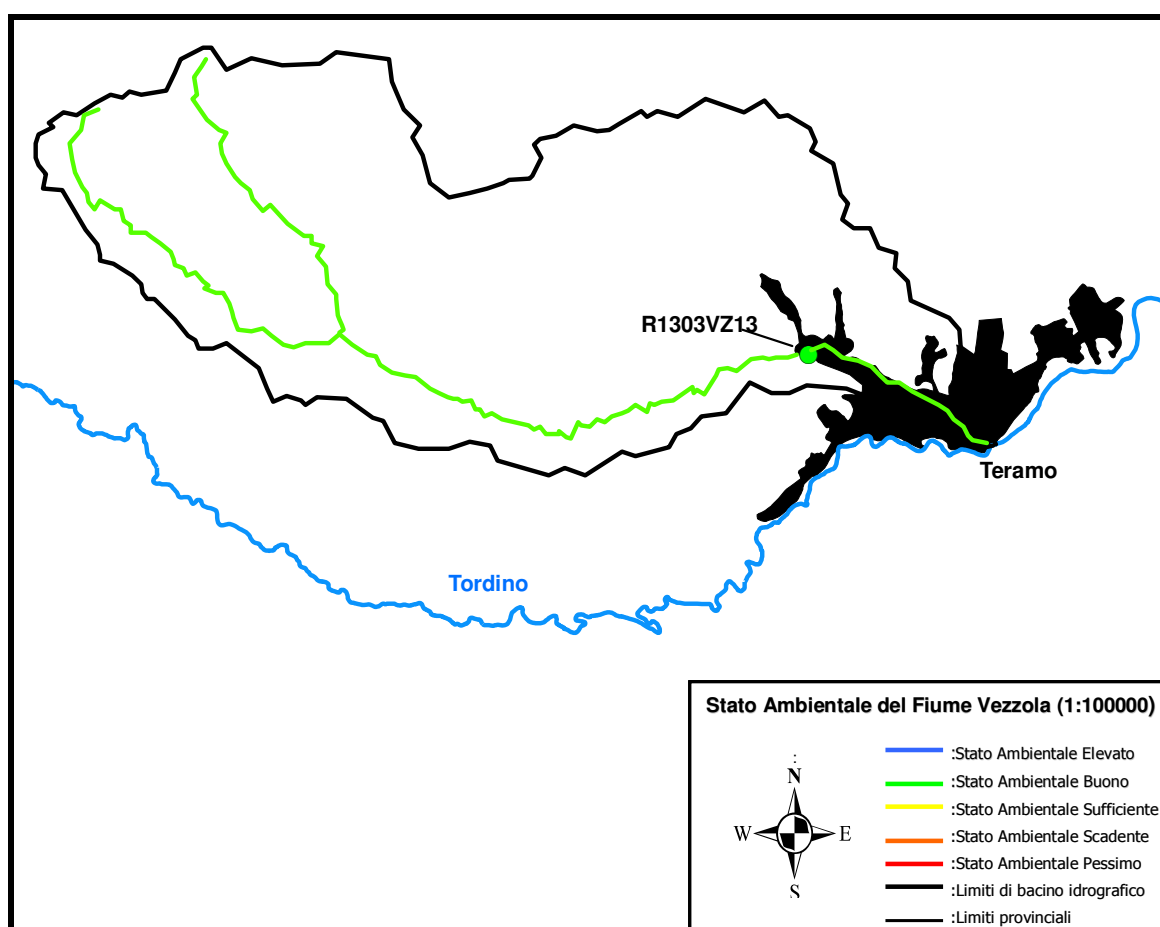 R1303VZ13
Teramo
Tordino
Stato Ambientale del Fiume Vezzola (1:100000)
:
N
W E
S
:Stato Ambientale Elevato
:Stato Ambientale Buono
:Stato Ambientale Sufficiente
:Stato Ambientale Scadente
:Stato Ambientale Pessimo
:Limiti di bacino idrografico
:Limiti provinciali